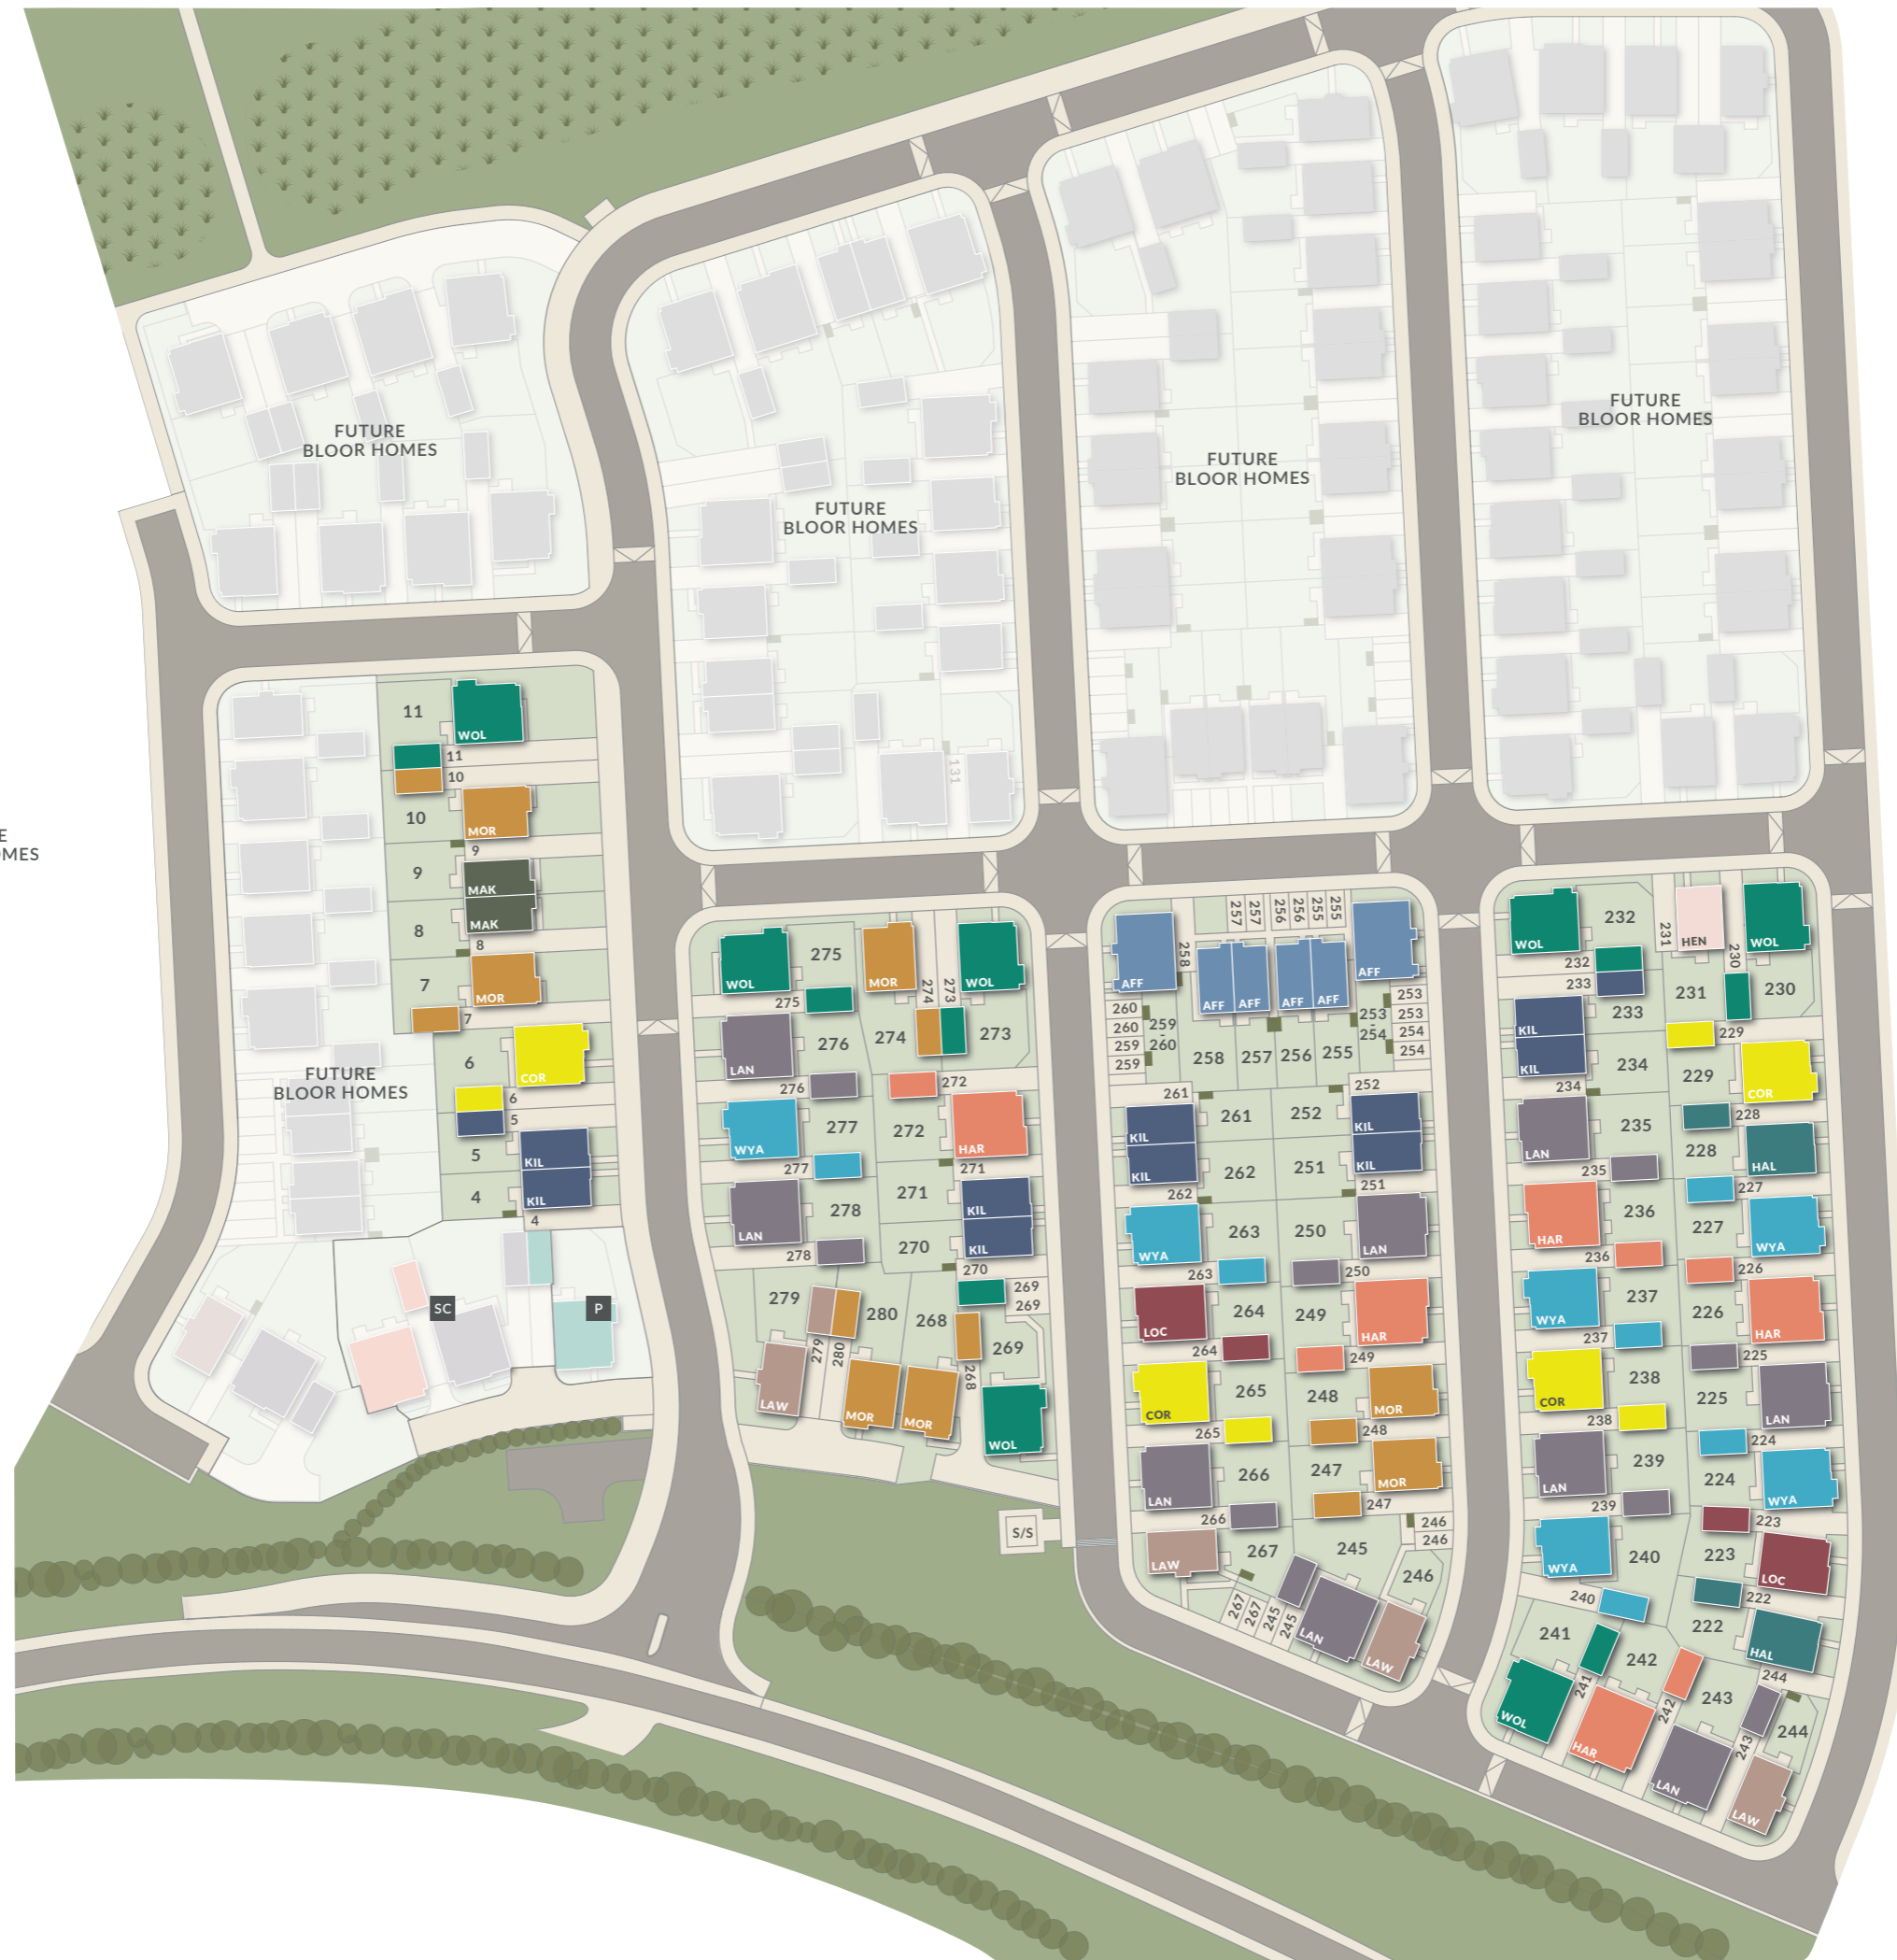 FUTURE
BLOOR HOMES
FUTURE
BLOOR HOMES
FUTURE
BLOOR HOMES
FUTURE
BLOOR HOMES
E
MES
131
11
WOL
11
10
10
MOR
9
9
MAK
MAK
8
8
7
MOR
7
6
COR
6
5
5
KIL
4
KIL
4
FUTURE
BLOOR HOMES
SC
P
WOL
275
MOR
274
273
WOL
275
LAN
276
274
273
276
272
WYA
277
272
HAR
277
271
LAN
278
271
KIL
278
270
KIL
270
279
280
268
269
269
269
279
280
268
LAW
MOR
MOR
WOL
S/S
AFF
258
257
257
256
256
255
255
AFF
AFF
AFF
AFF
AFF
260
260
259
259
259
260
258
257
256
255
253
254
253
253
254
254
261
252
KIL
261
252
KIL
KIL
262
251
KIL
262
251
WYA
263
250
LAN
263
250
LOC
264
249
HAR
264
249
COR
265
248
MOR
265
248
LAN
266
247
MOR
266
247
LAW
267
245
246
246
246
267
267
245
245
LAN
LAW
WOL
232
231
HEN
230
WOL
232
233
231
230
KIL
233
229
KIL
234
229
COR
234
228
LAN
235
228
HAL
235
227
HAR
236
227
WYA
236
226
WYA
237
226
HAR
237
225
COR
238
225
LAN
238
224
LAN
239
224
WYA
239
223
WYA
240
223
LOC
240
222
241
222
HAL
242
244
241
243
242
244
243
WOL
HAR
LAN
LAW